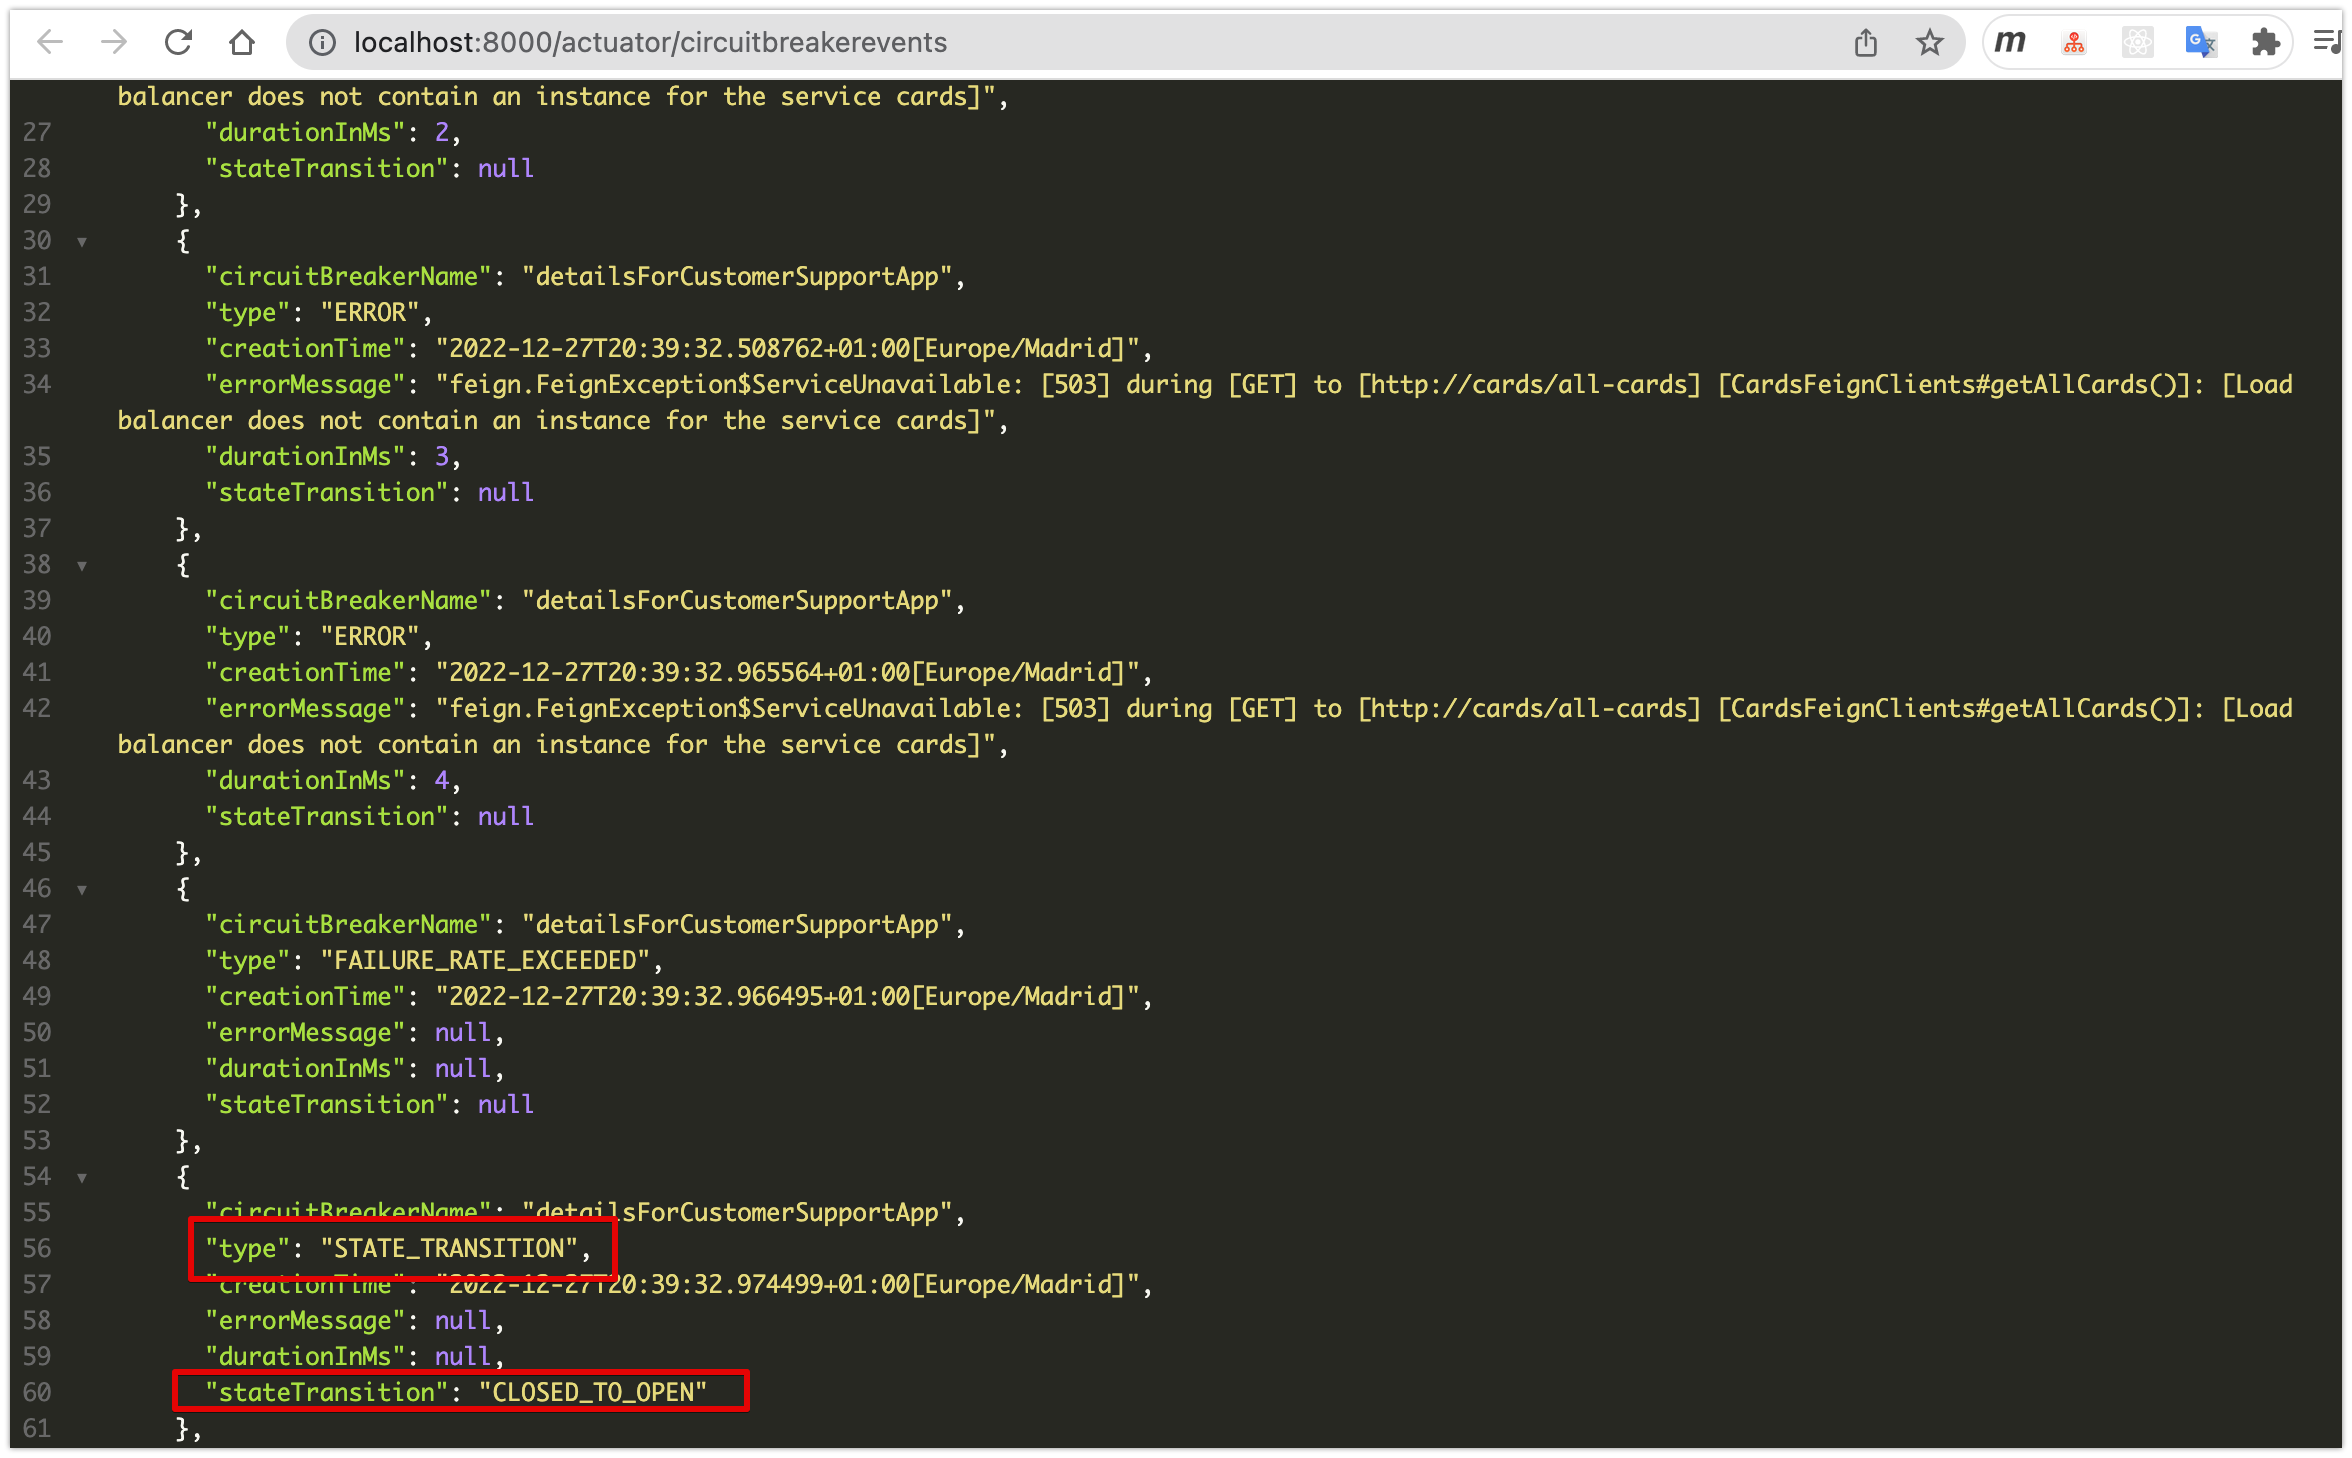 localhost:8000/actuator/circuitbreakerevents
m
balancer does not contain an instance for the service cards]",
27 "durationInMs": 2,
28 "stateTransition": null
29 },
30 {
31 "circuitBreakerName": "detailsForCustomerSupportApp",
32 "type": "ERROR",
33 "creationTime": "2022-12-27T20:39:32.508762+01:00[Europe/Madrid]",
34 "errorMessage": "feign.FeignException$ServiceUnavailable: [503] during [GET] to [http://cards/all-cards] [CardsFeignClients#getAllCards()]: [Load
balancer does not contain an instance for the service cards]",
35 "durationInMs": 3,
36 "stateTransition": null
37 },
38 {
39 "circuitBreakerName": "detailsForCustomerSupportApp",
40 "type": "ERROR",
41 "creationTime": "2022-12-27T20:39:32.965564+01:00[Europe/Madrid]",
42 "errorMessage": "feign.FeignException$ServiceUnavailable: [503] during [GET] to [http://cards/all-cards] [CardsFeignClients#getAllCards()]: [Load
balancer does not contain an instance for the service cards]",
43 "durationInMs": 4,
44 "stateTransition": null
45 },
46 {
47 "circuitBreakerName": "detailsForCustomerSupportApp",
48 "type": "FAILURE_RATE_EXCEEDED",
49 "creationTime": "2022-12-27T20:39:32.966495+01:00[Europe/Madrid]",
50 "errorMessage": null,
51 "durationInMs": null,
52 "stateTransition": null
53 },
54 {
55 "circuitBreakerName": "detailsForCustomerSupportApp",
56 "type": "STATE_TRANSITION",
57 "creationTime": "2022-12-27T20:39:32.974499+01:00[Europe/Madrid]",
58 "errorMessage": null,
59 "durationInMs": null,
60 "stateTransition": "CLOSED_TO_OPEN"
61 },